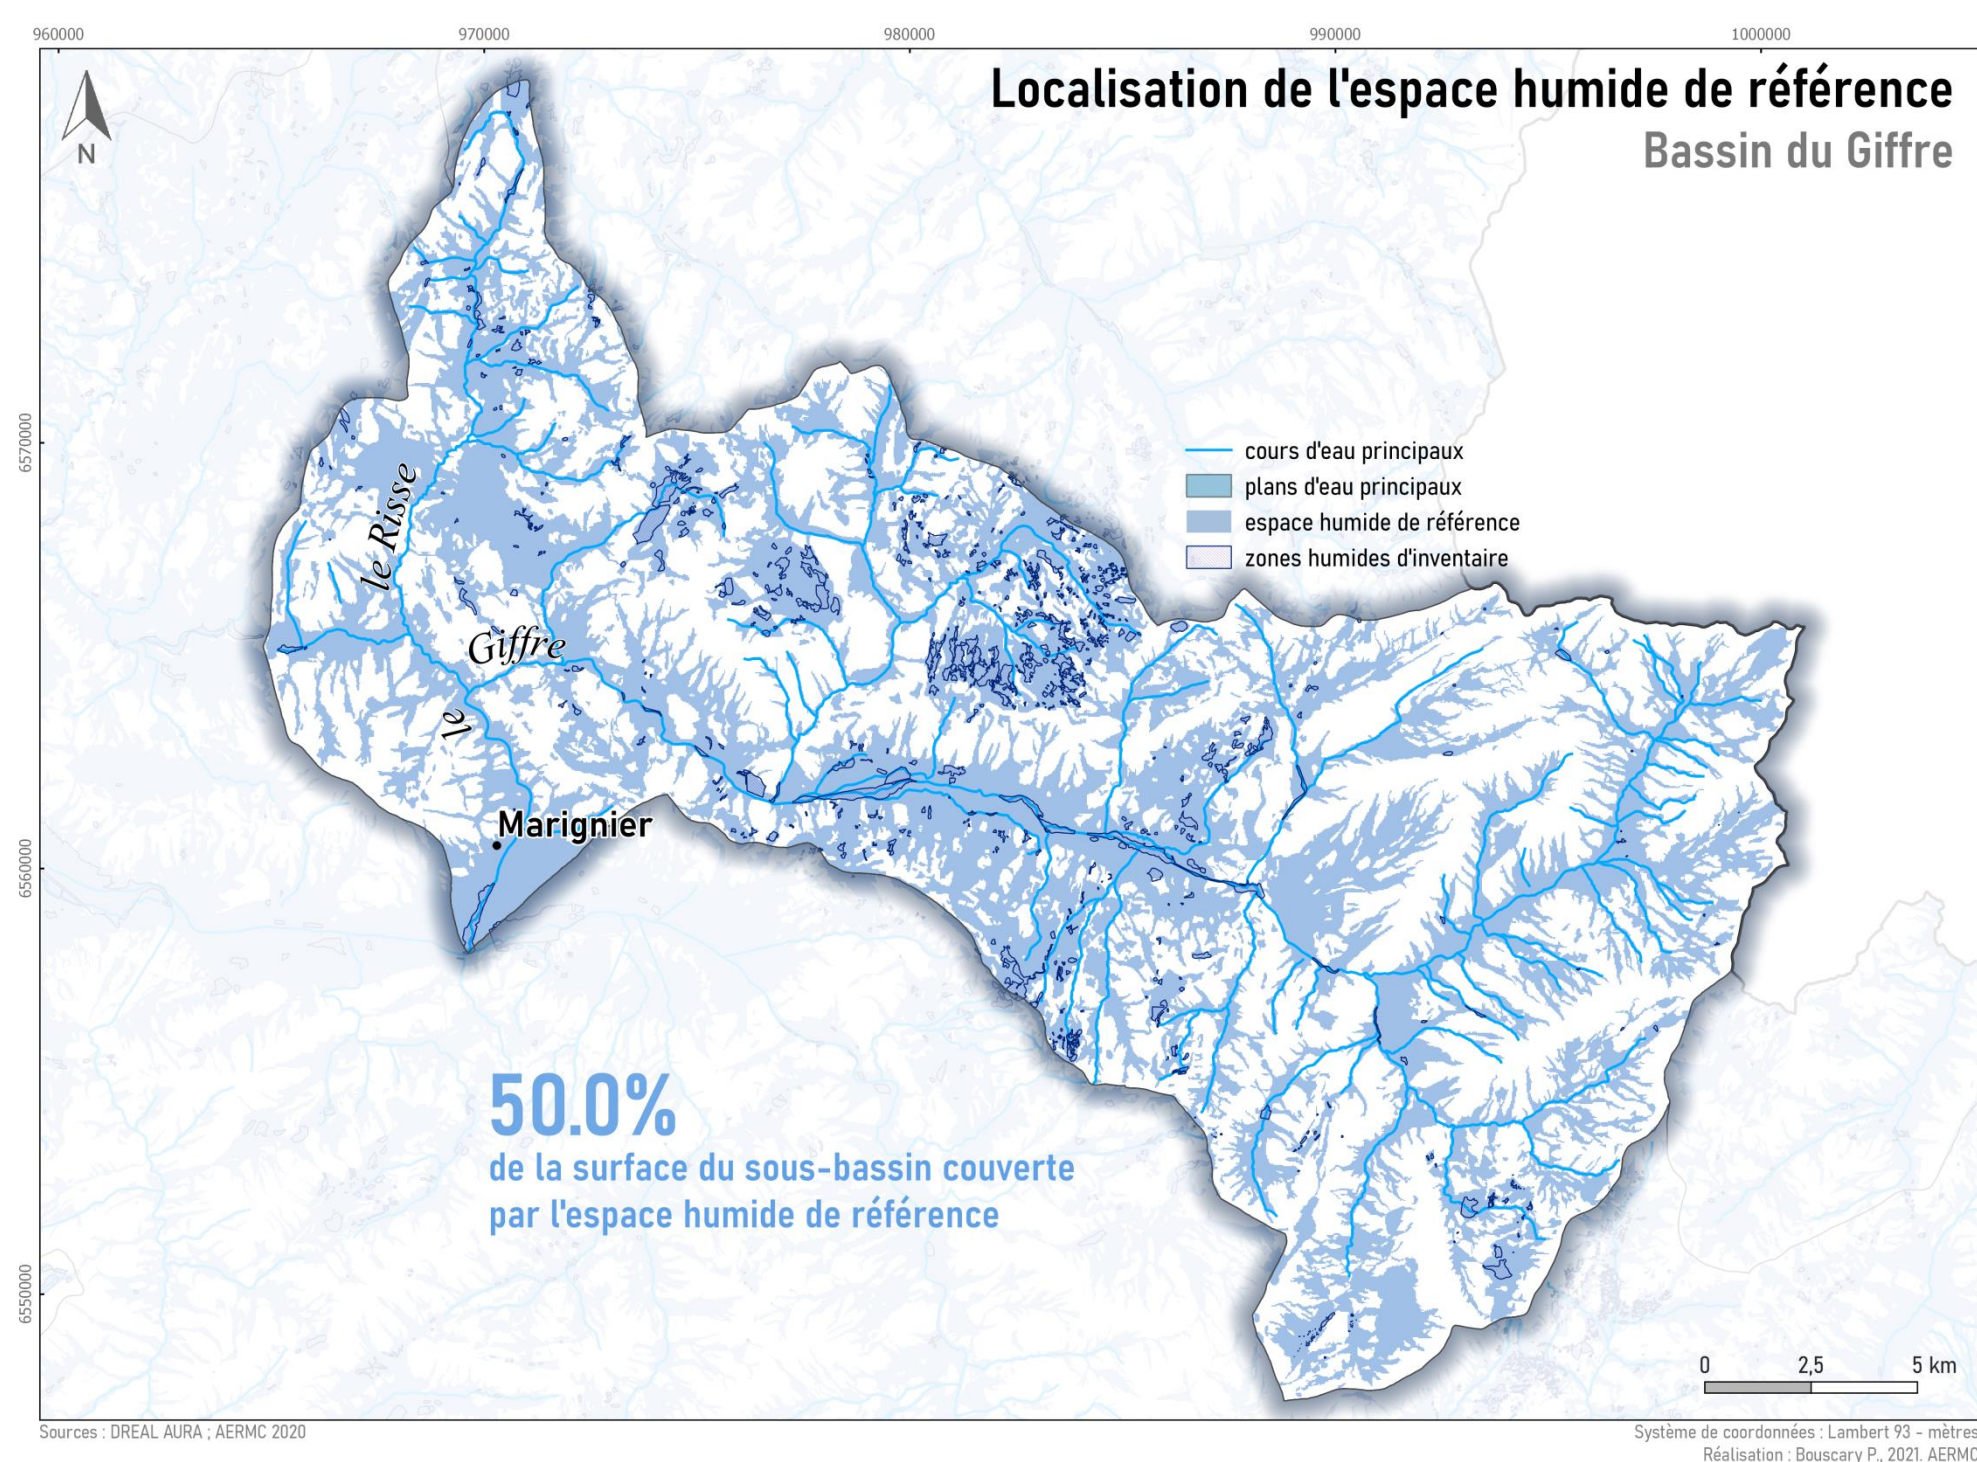 960000
970000
980000
990000
1000000
Localisation de l'espace humide de référence
Bassin du Giffre
N
6570000
6560000
6550000
cours d'eau principaux
plans d'eau principaux
espace humide de référence
zones humides d'inventaire
le Risse
le Giffre
Marignier
50.0%
de la surface du sous-bassin couverte
par l'espace humide de référence
0 2,5 5 km
Sources : DREAL AURA ; AERMC 2020
Système de coordonnées : Lambert 93 - mètres
Réalisation : Bouscary P., 2021. AERMC